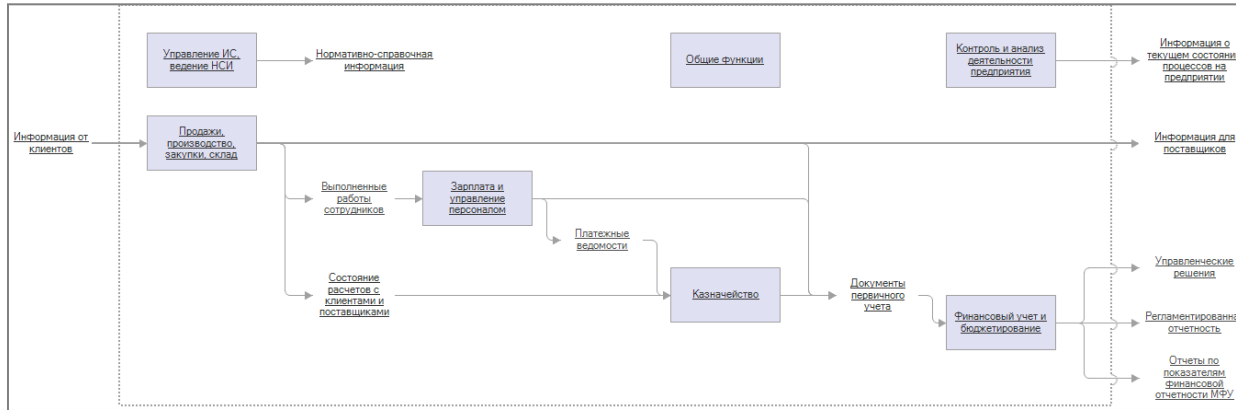 Управление ИС,
ведение НСИ
Нормативно-справочная
информация
Общие функции
Контроль и анализ
деятельности
предприятия
Информация о
текущем состояни
процессов на
предприятии
Информация от
клиентов
Продажи,
производство,
закупки, склад
Информация для
поставщиков
Выполненные
работы
сотрудников
Зарплата и
управление
персоналом
Платежные
ведомости
Состояние
расчетов с
клиентами и
поставщиками
Казначейство
Документы
первичного
учета
Финансовый учет и
бюджетирование
Управленческие
решения
Регламентированна
отчетность
Отчеты по
показателям
финансовой
отчетности МФУ